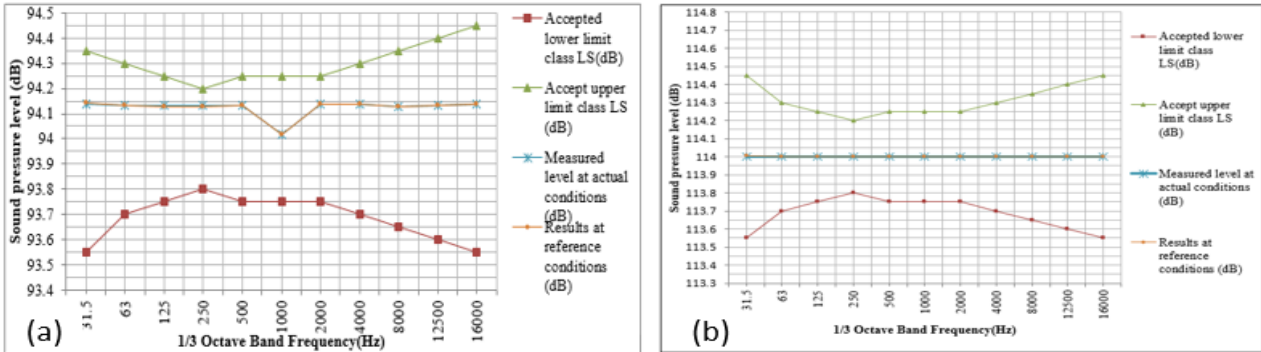 94.5
94.4
94.3
94.2
94.1
94
93.9
93.8
93.7
93.6
93.5
93.4
Sound pressure level (dB)
31.5
63
125
250
500
1000
2000
4000
8000
12500
16000
1/3 Octave Band Frequency(Hz)
(a)
Accepted
lower limit
class LS(dB)
Accept upper
limit class LS
(dB)
Measured
level at actual
conditions
(dB)
Results at
reference
conditions (dB)
114.8
114.7
114.6
114.5
114.4
114.3
114.2
114.1
114
113.9
113.8
113.7
113.6
113.5
113.4
113.3
Sound pressure level (dB)
31.5
63
125
250
500
1000
2000
4000
8000
12500
16000
1/3 Octave Band Frequency(Hz)
(b)
Accepted lower
limit class
LS(dB)
Accept upper
limit class LS
(dB)
Measured level at
actual conditions
(dB)
Results at
reference
conditions (dB)